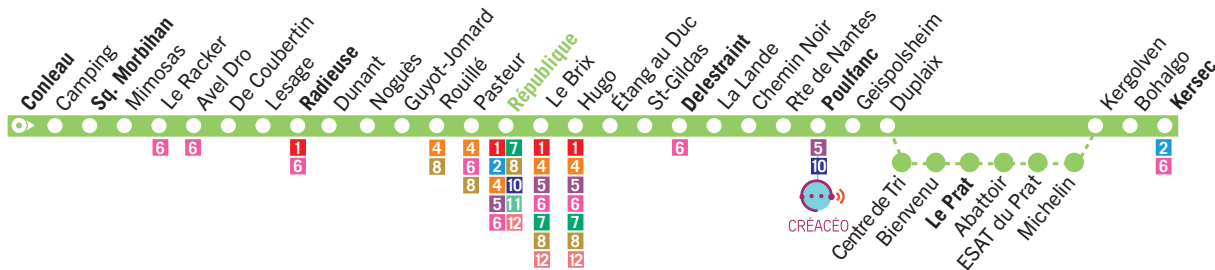 Conleau
Camping
Sq. Morbihan
Mimosas
Le Racker
Avel Dro
De Coubertin
Lesage
Radieuse
Dunant
Noguès
Guyot-Jomard
Rouillé
Pasteur
République
Le Brix
Hugo
Étang au Duc
St-Gildas
Delestraint
La Lande
Chemin Noir
Rte de Nantes
Poulfanc
Geispolsheim
Duplaix
Kergolven
Bohalgo
Kersec
6
6
1
6
4
8
4
6
8
1 7
2 8
4 10
5 11
6 12
1
4
5
6
7
8
12
1
4
5
6
7
8
12
6
5
10
CRÉACÉO
Centre de Tri
Bienvenu
Le Prat
Abattoir
ESAT du Prat
Michelin
2
6